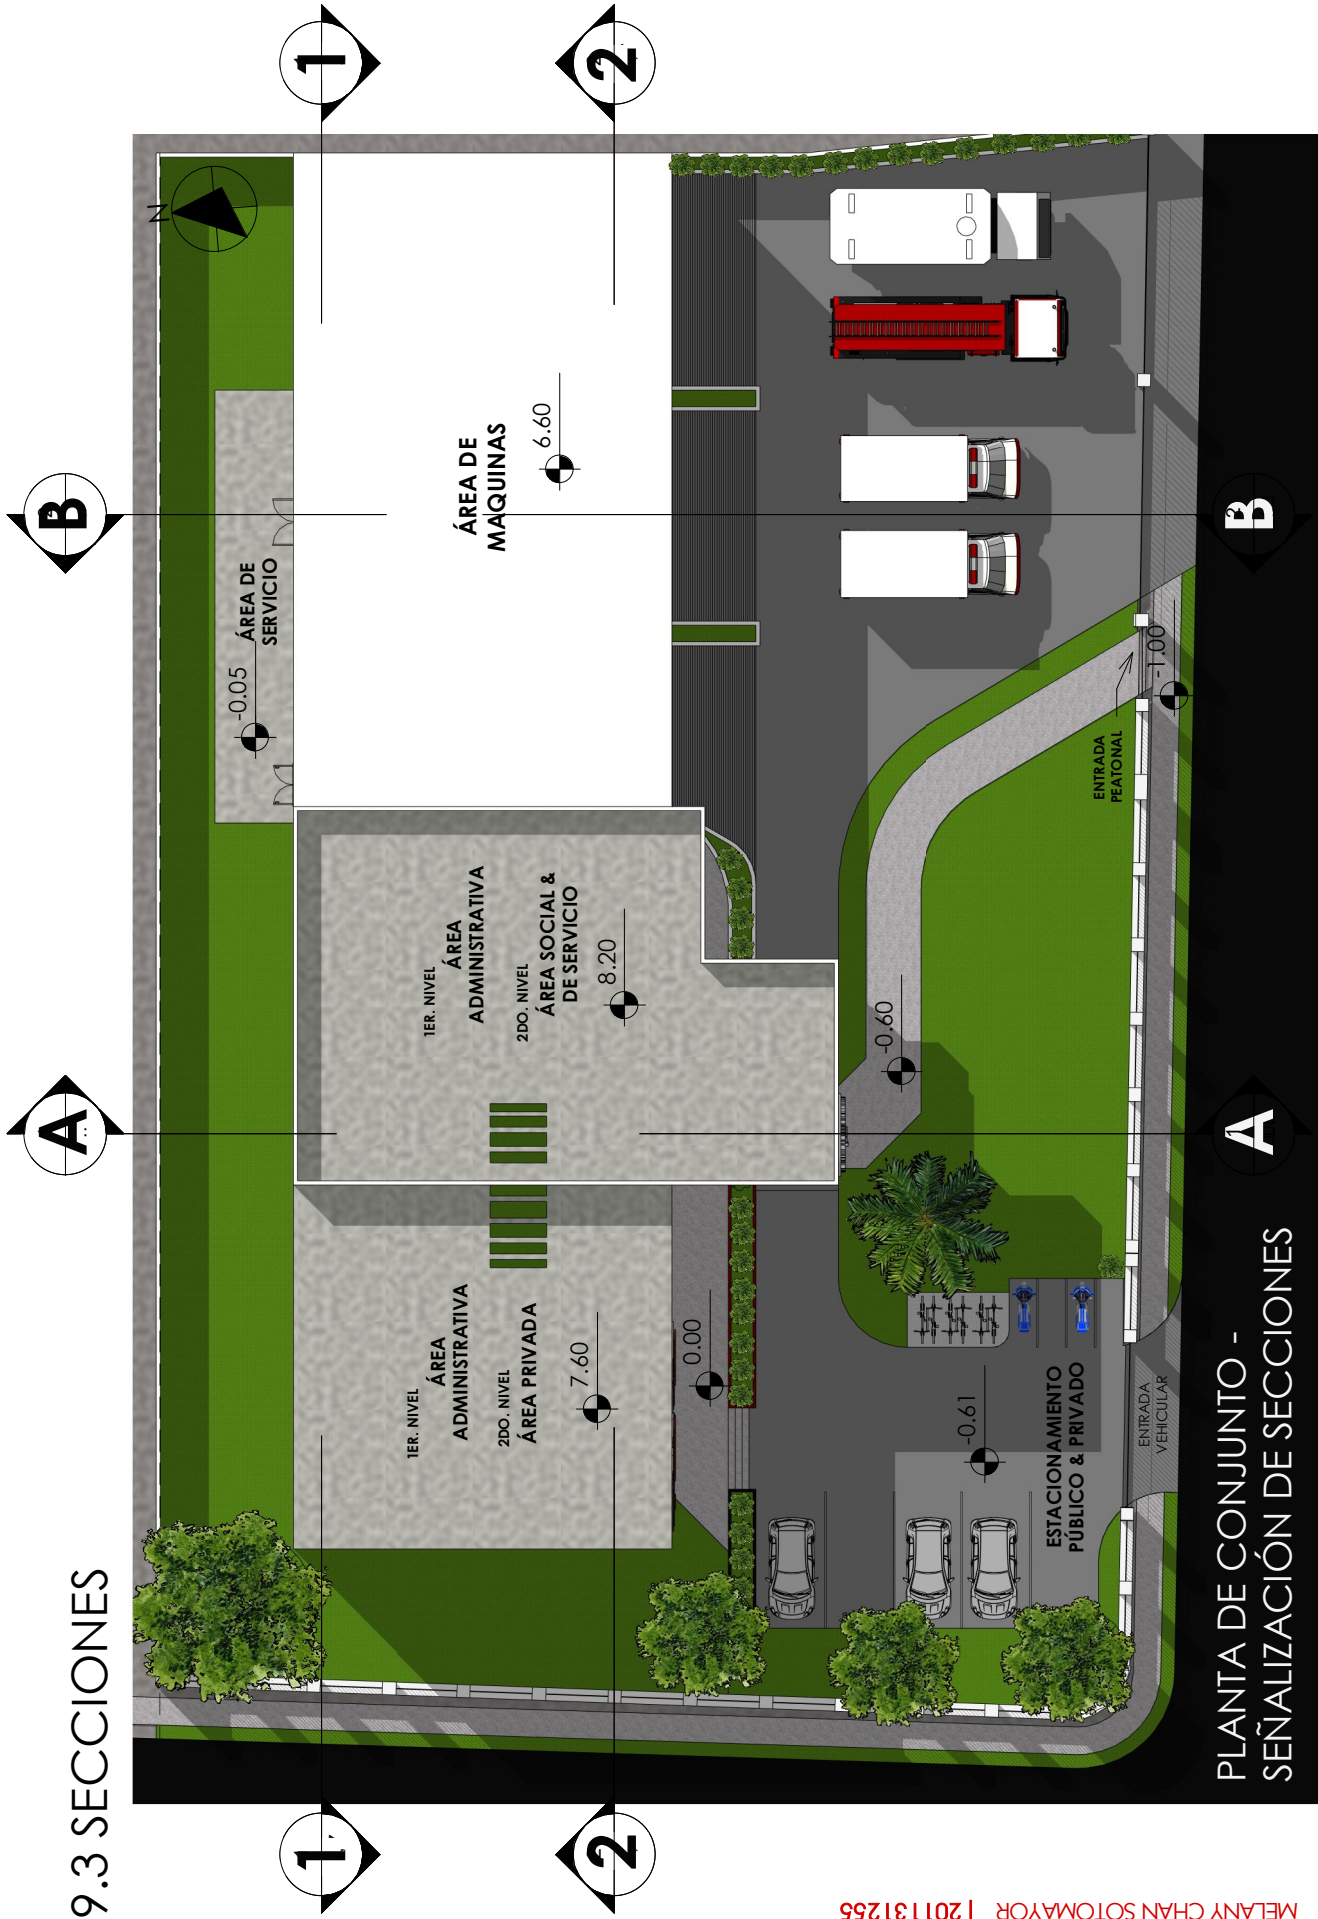 9.3 SECCIONES
A
B
1
2
1
2
N
ÁREA DE
SERVICIO
-0.05
ÁREA DE
MAQUINAS
6.60
1ER. NIVEL
ÁREA
ADMINISTRATIVA
2DO. NIVEL
ÁREA SOCIAL &
DE SERVICIO
8.20
1ER. NIVEL
ÁREA
ADMINISTRATIVA
2DO. NIVEL
ÁREA PRIVADA
7.60
0.00
-0.60
-0.61
ESTACIONAMIENTO
PÚBLICO & PRIVADO
ENTRADA
VEHICULAR
ENTRADA
PEATONAL
-1.00
A
B
PLANTA DE CONJUNTO -
SEÑALIZACIÓN DE SECCIONES
MELANY CHAN SOTOMAYOR | 201131255